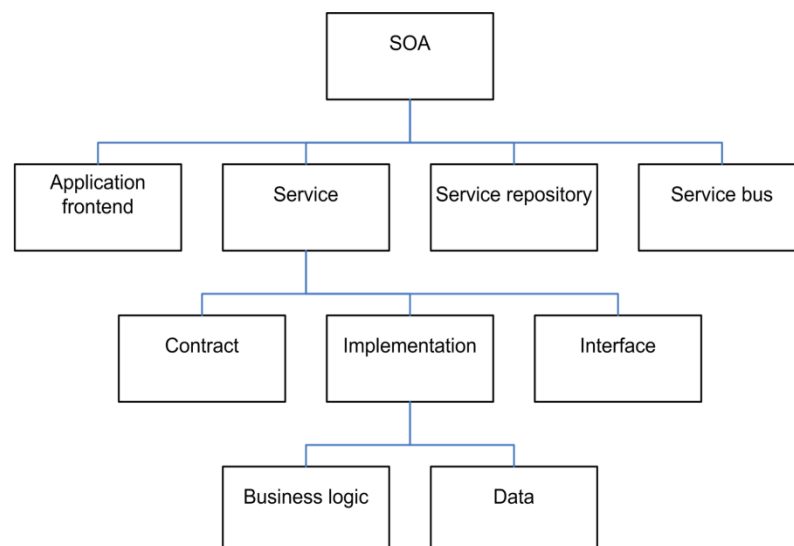 SOA
Application
frontend
Service
Service repository
Service bus
Contract
Implementation
Interface
Business logic
Data